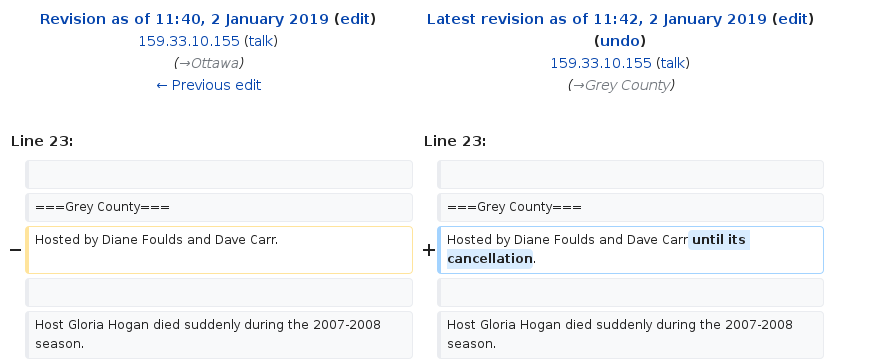 Revision as of 11:40, 2 January 2019 (edit)
159.33.10.155 (talk)
(→Ottawa)
← Previous edit
Latest revision as of 11:42, 2 January 2019 (edit)
(undo)
159.33.10.155 (talk)
(→Grey County)
Line 23:
Line 23:
===Grey County===
===Grey County===
− Hosted by Diane Foulds and Dave Carr.
+ Hosted by Diane Foulds and Dave Carr until its
cancellation.
Host Gloria Hogan died suddenly during the 2007-2008
season.
Host Gloria Hogan died suddenly during the 2007-2008
season.